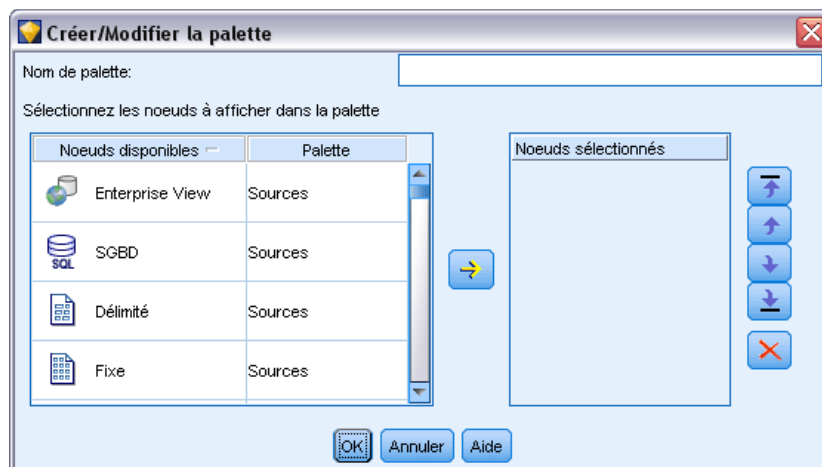 Créer/Modifier la palette
Nom de palette:
Sélectionnez les noeuds à afficher dans la palette
Noeuds disponibles Palette
Enterprise View Sources
SQL
SGBD Sources
Délimité Sources
Fixe Sources
Noeuds sélectionnés
OK Annuler Aide